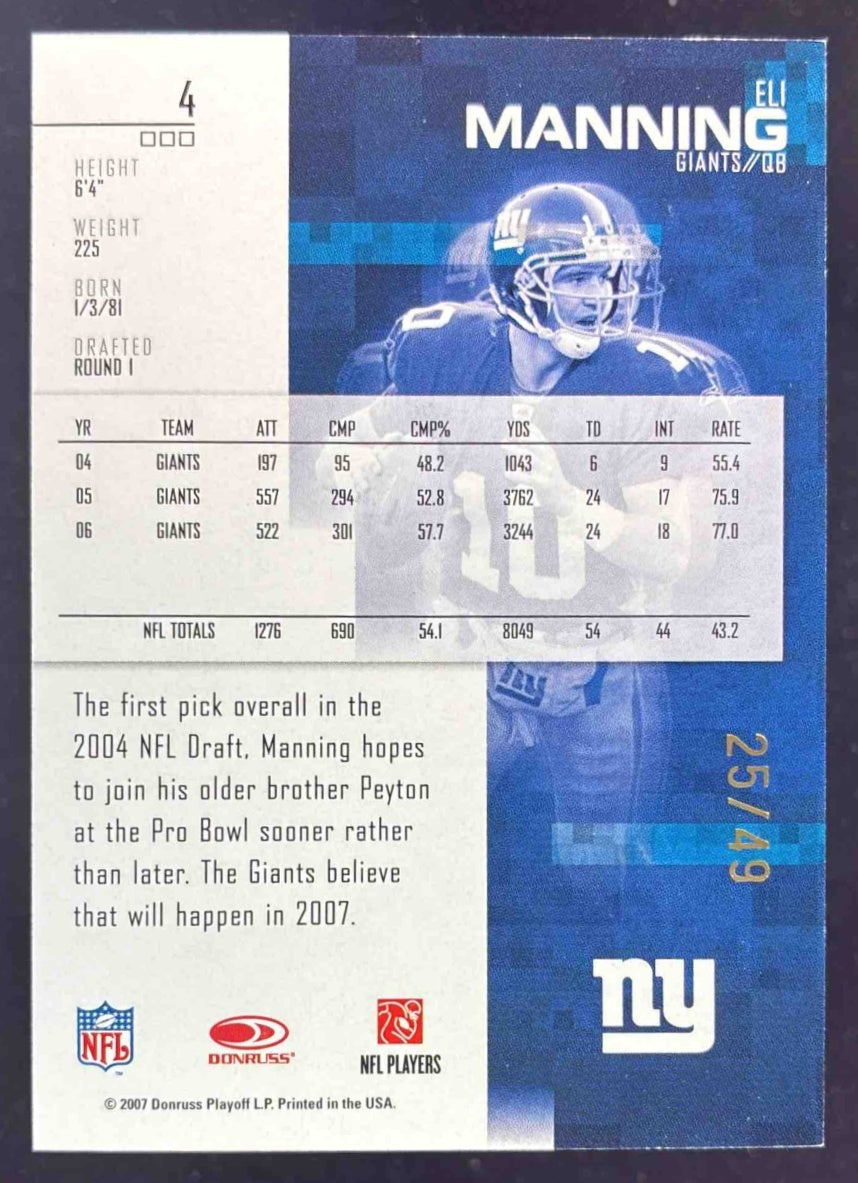 4
ELI
MANNING
GIANTS//QB
HEIGHT
6'4"
WEIGHT
225
BORN
1/3/81
DRAFTED
ROUND 1
YR TEAM ATT CMP CMP% YDS TD INT RATE
04 GIANTS 197 95 48.2 1043 6 9 55.4
05 GIANTS 557 294 52.8 3762 24 17 75.9
06 GIANTS 522 301 57.7 3244 24 18 77.0
NFL TOTALS 1276 690 54.1 8049 54 44 43.2
ny
10
10
The first pick overall in the
2004 NFL Draft, Manning hopes
to join his older brother Peyton
at the Pro Bowl sooner rather
than later. The Giants believe
that will happen in 2007.
25/49
ny
NFL
™
DONRUSS®
NFL PLAYERS
© 2007 Donruss Playoff L.P. Printed in the USA.